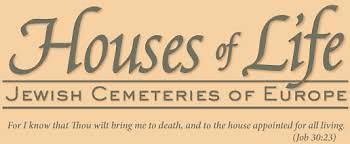 Houses of Life
JEWISH CEMETERIES OF EUROPE
For I know that Thou wilt bring me to death, and to the house appointed for all living.
(Job 30:23)